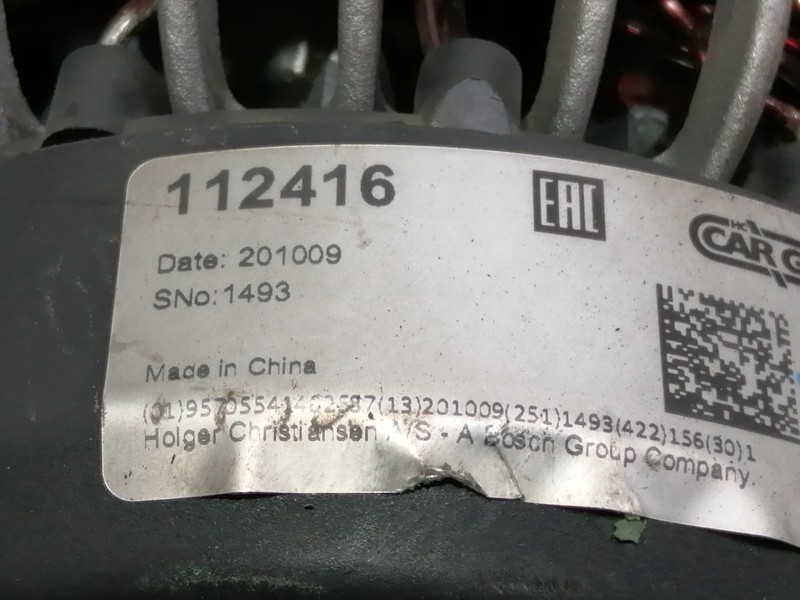 112416
EAC
HC
CAR G
Date: 201009
SNo:1493
Made in China
(13)201009(251)1493(422)156(30)1
Holger Christiansen A/S - A Bosch Group Company.